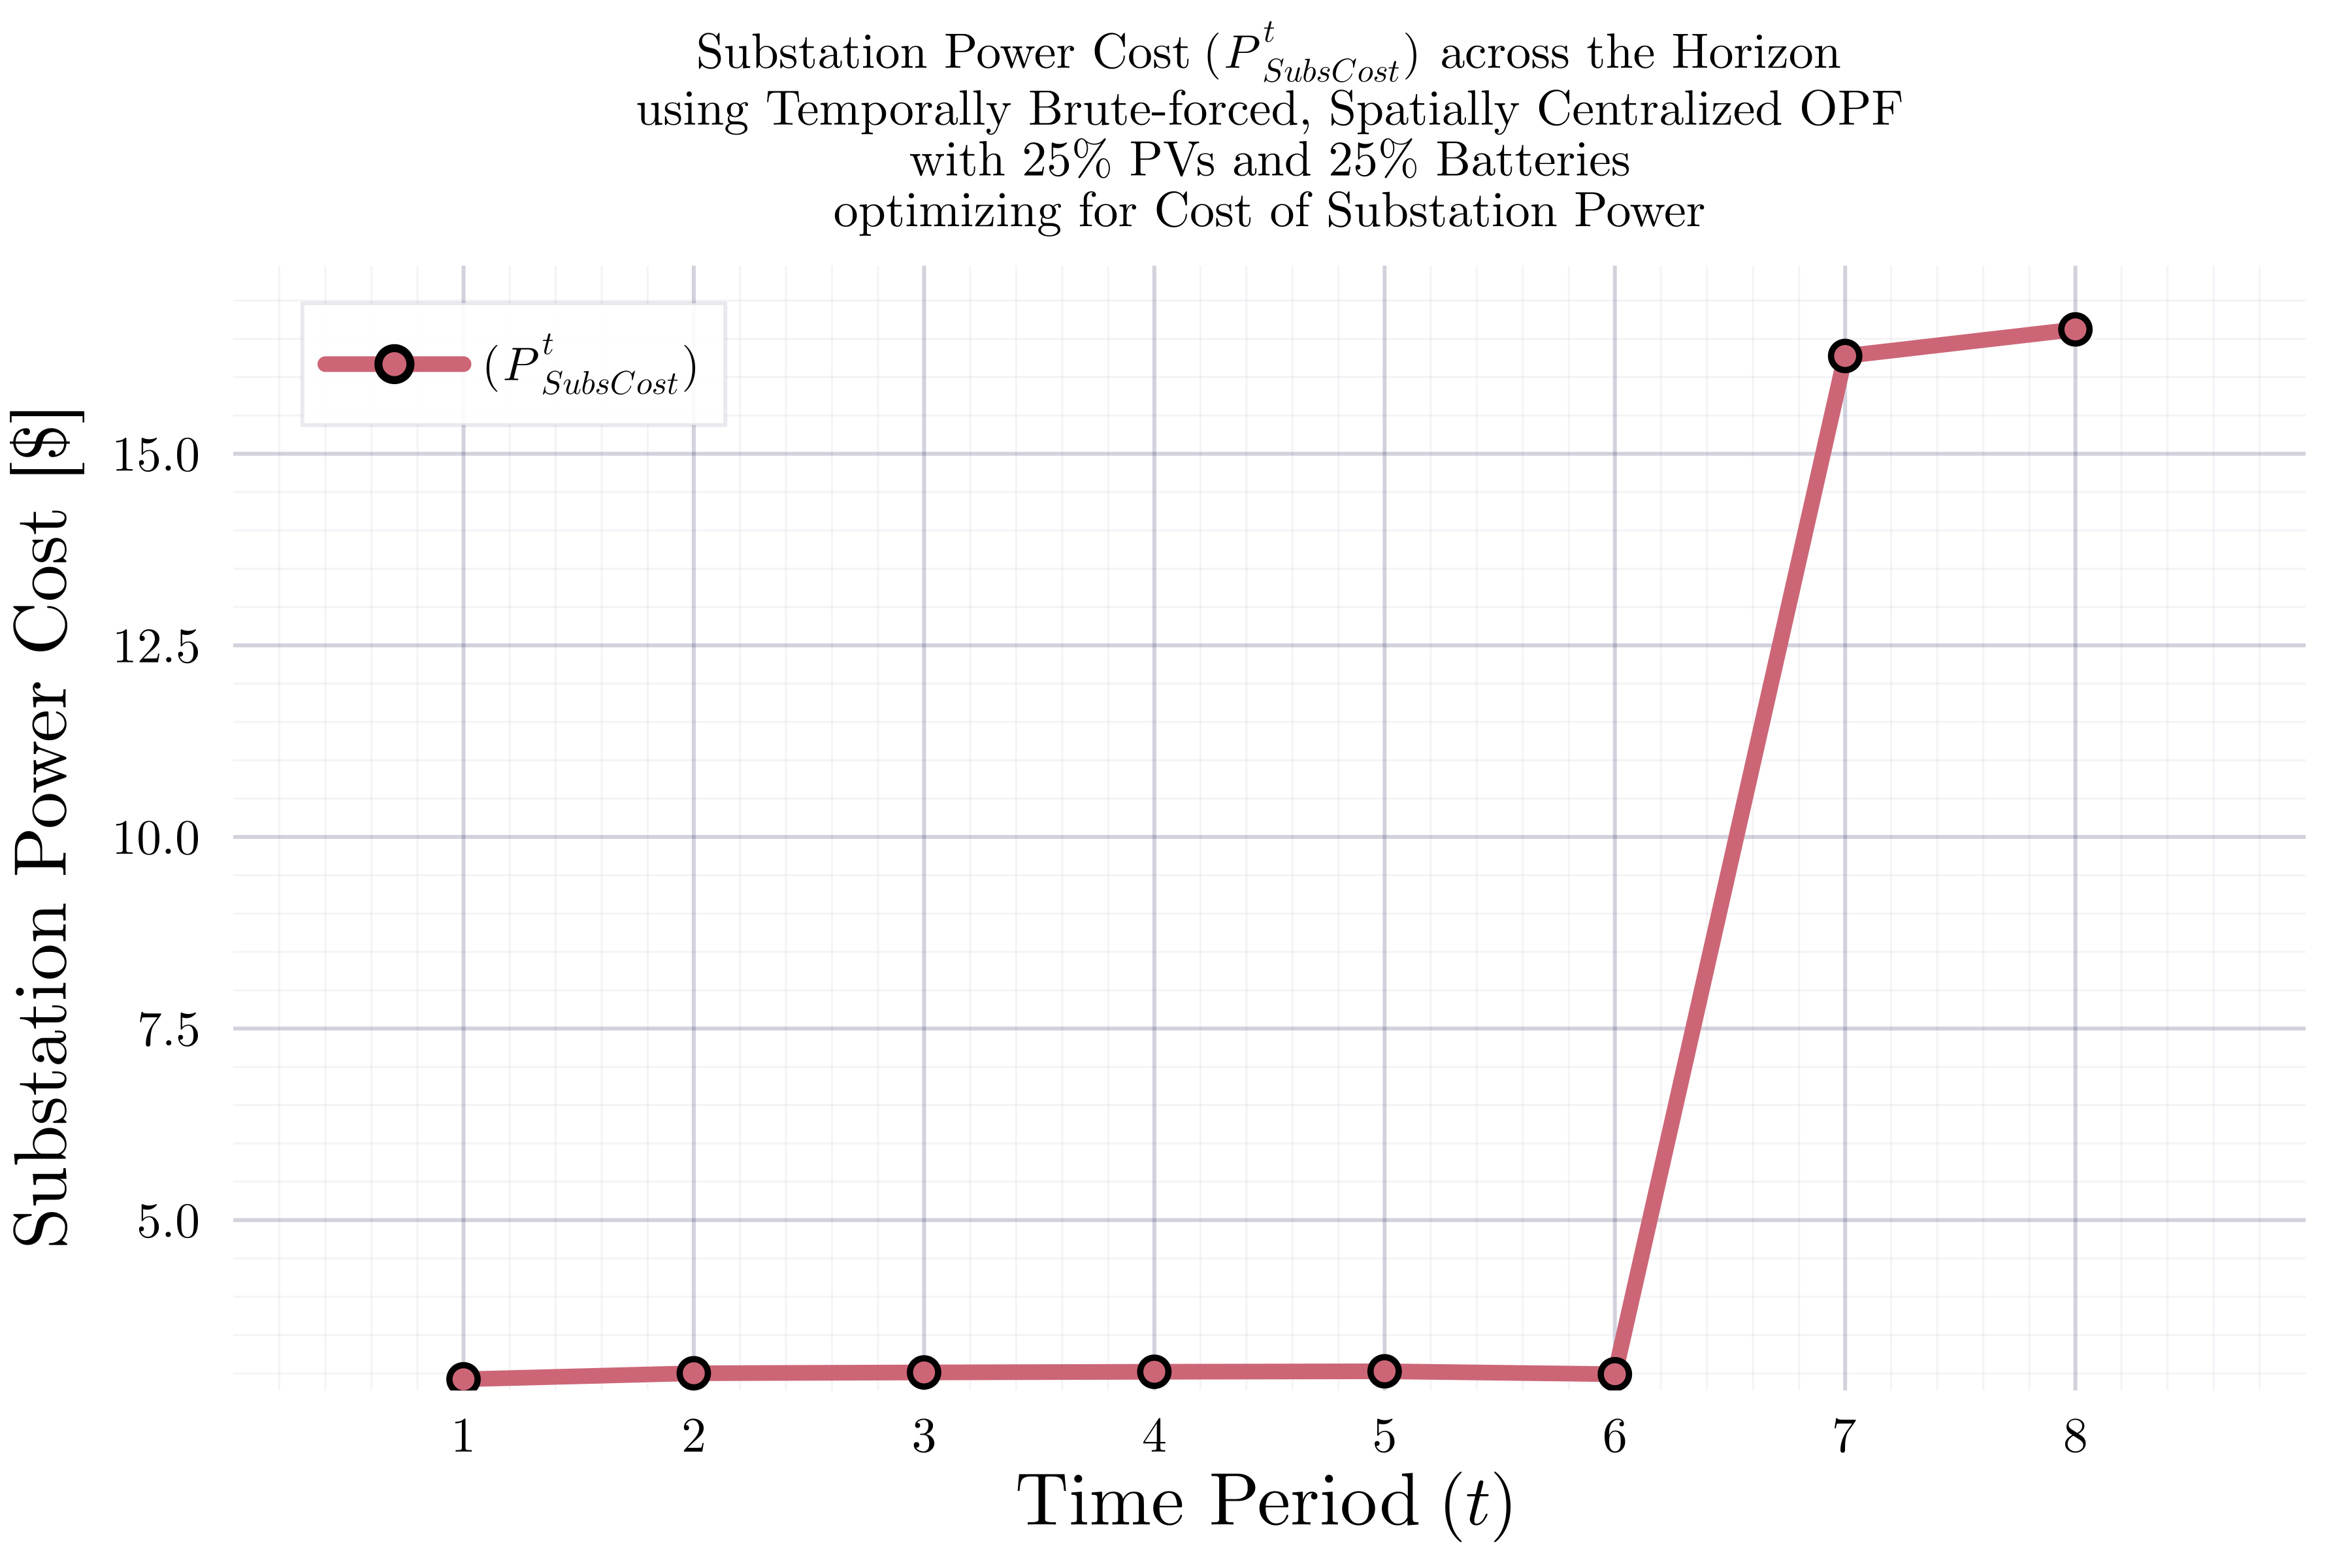 Substation Power Cost (P^t_SubsCost) across the Horizon
using Temporally Brute-forced, Spatially Centralized OPF
with 25% PVs and 25% Batteries
optimizing for Cost of Substation Power
(P^t_SubsCost)
Substation Power Cost [$]
15.0
12.5
10.0
7.5
5.0
1 2 3 4 5 6 7 8
Time Period (t)